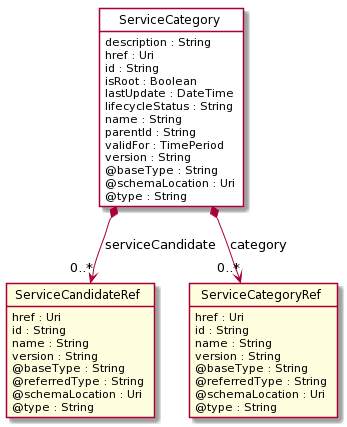 ServiceCategory
description : String
href : Uri
id : String
isRoot : Boolean
lastUpdate : DateTime
lifecycleStatus : String
name : String
parentId : String
validFor : TimePeriod
version : String
@baseType : String
@schemaLocation : Uri
@type : String
serviceCandidate
category
0..*
0..*
ServiceCandidateRef
href : Uri
id : String
name : String
version : String
@baseType : String
@referredType : String
@schemaLocation : Uri
@type : String
ServiceCategoryRef
href : Uri
id : String
name : String
version : String
@baseType : String
@referredType : String
@schemaLocation : Uri
@type : String